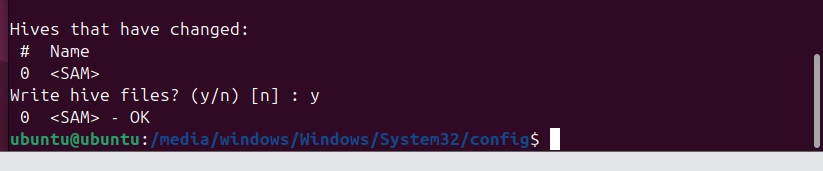 Hives that have changed:
 #  Name
 0  <SAM>
Write hive files? (y/n) [n] : y
 0  <SAM> - OK
ubuntu@ubuntu:/media/windows/Windows/System32/config$